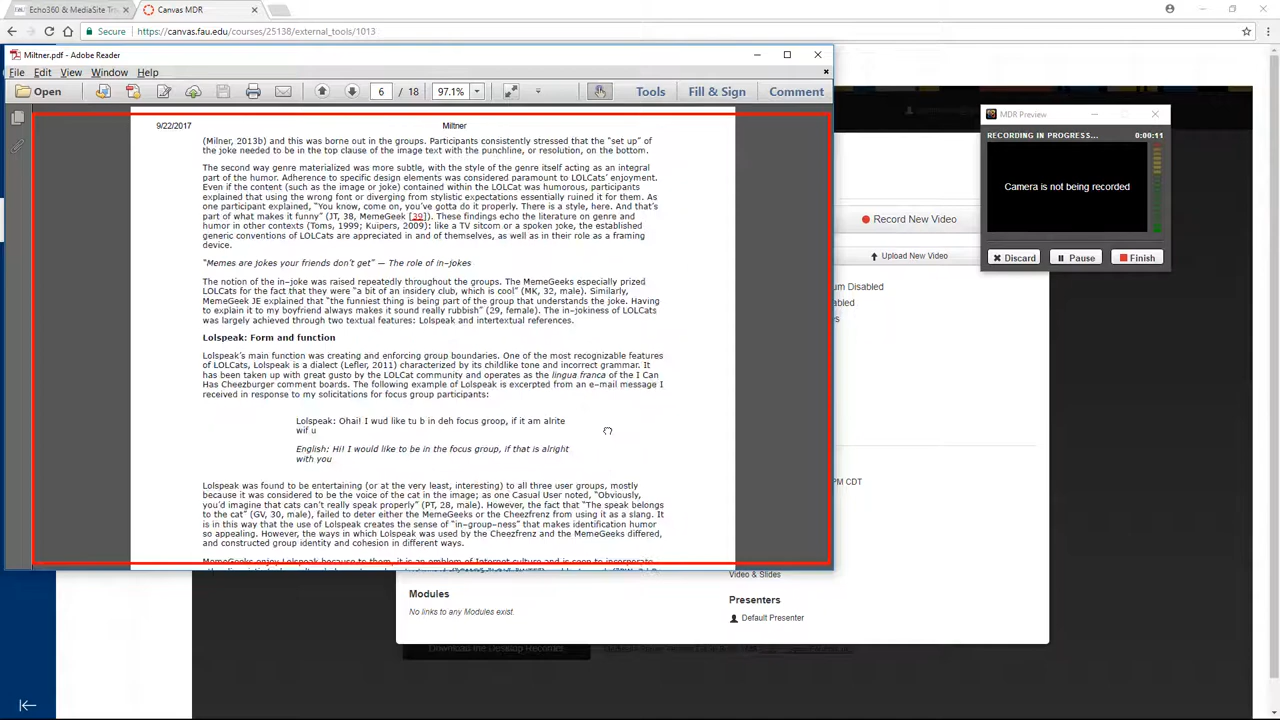 Echo360 & MediaSite Tra
Canvas MDR
Secure
https://canvas.fau.edu/courses/25138/external_tools/1013
Miltner.pdf - Adobe Reader
File Edit View Window Help
Open
6 / 18
97.1%
Tools
Fill & Sign
Comment
9/22/2017
Miltner
(Milner, 2013b) and this was borne out in the groups. Participants consistently stressed that the “set up” of
the joke needed to be in the top clause of the image text with the punchline, or resolution, on the bottom.
The second way genre materialized was more subtle, with the style of the genre itself acting as an integral
part of the humor. Adherence to specific design elements was considered paramount to LOLCats’ enjoyment.
Even if the content (such as the image or joke) contained within the LOLCat was humorous, participants
explained that using the wrong font or diverging from stylistic expectations essentially ruined it for them. As
one participant explained, “You know, come on, you’ve gotta do it properly. There is a style, here. And that’s
part of what makes it funny” (JT, 38, MemeGeek [39]). These findings echo the literature on genre and
humor in other contexts (Toms, 1999; Kuipers, 2009): like a TV sitcom or a spoken joke, the established
generic conventions of LOLCats are appreciated in and of themselves, as well as in their role as a framing
device.
“Memes are jokes your friends don’t get” — The role of in–jokes
The notion of the in–joke was raised repeatedly throughout the groups. The MemeGeeks especially prized
LOLCats for the fact that they were “a bit of an insidery club, which is cool” (MK, 32, male). Similarly,
MemeGeek JE explained that “the funniest thing is being part of the group that understands the joke. Having
to explain it to my boyfriend always makes it sound really rubbish” (29, female). The in–jokiness of LOLCats
was largely achieved through two textual features: Lolspeak and intertextual references.
Lolspeak: Form and function
Lolspeak’s main function was creating and enforcing group boundaries. One of the most recognizable features
of LOLCats, Lolspeak is a dialect (Lefler, 2011) characterized by its childlike tone and incorrect grammar. It
has been taken up with great gusto by the LOLCat community and operates as the lingua franca of the I Can
Has Cheezburger comment boards. The following example of Lolspeak is excerpted from an e–mail message I
received in response to my solicitations for focus group participants:
Lolspeak: Ohai! I wud like tu b in deh focus groop, if it am alrite
wif u
English: Hi! I would like to be in the focus group, if that is alright
with you
Lolspeak was found to be entertaining (or at the very least, interesting) to all three user groups, mostly
because it was considered to be the voice of the cat in the image; as one Casual User noted, “Obviously,
you’d imagine that cats can’t really speak properly” (PT, 28, male). However, the fact that “The speak belongs
to the cat” (GV, 30, male), failed to deter either the MemeGeeks or the Cheezfrenz from using it as a slang. It
is in this way that the use of Lolspeak creates the sense of “in–group–ness” that makes identification humor
so appealing. However, the ways in which Lolspeak was used by the Cheezfrenz and the MemeGeeks differed,
and constructed group identity and cohesion in different ways.
MemeGeeks enjoy Lolspeak because to them, it is an emblem of Internet culture and is seen to incorporate
MDR Preview
RECORDING IN PROGRESS...
0:00:11
Camera is not being recorded
Discard
Pause
Finish
Record New Video
Upload New Video
um Disabled
abled
s
PM CDT
Video & Slides
Modules
No links to any Modules exist.
Presenters
Default Presenter
Download the Desktop Recorder